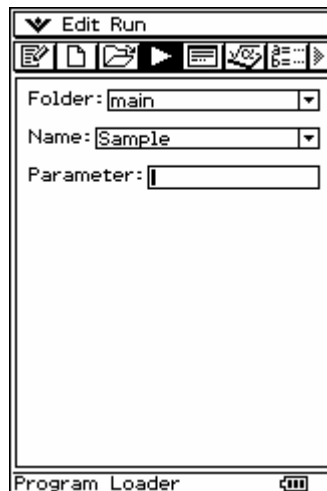 Edit Run
Folder: main
Name: Sample
Parameter:
Program Loader